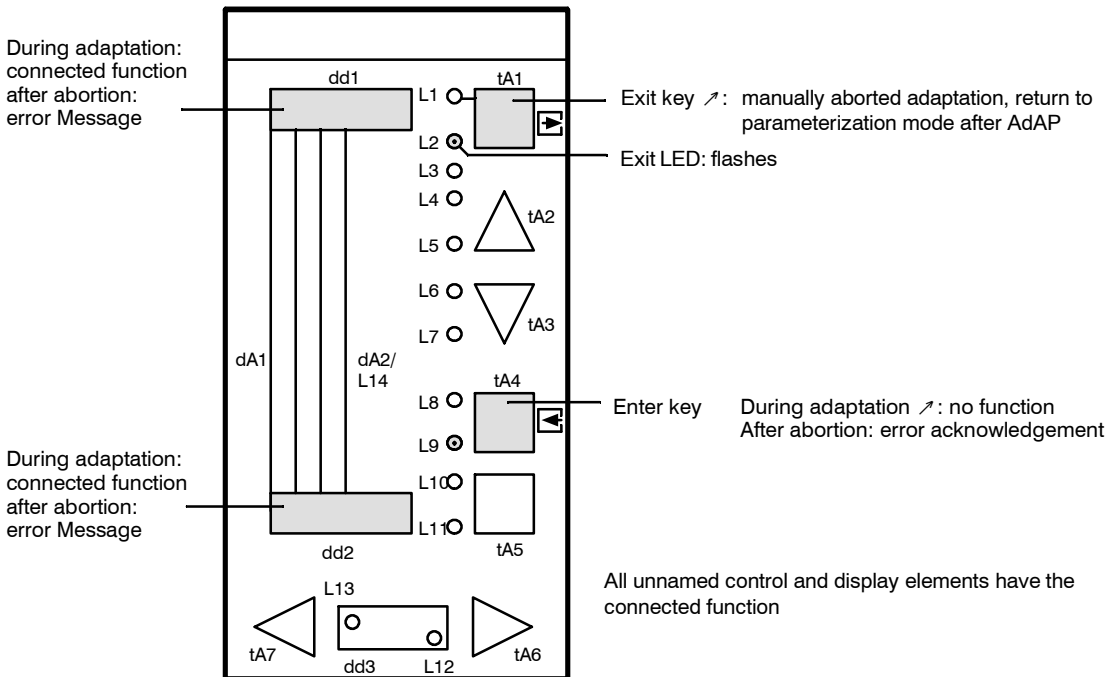 During adaptation:
connected function
after abortion:
error Message
dd1
tA1
L1
Exit key ↗: manually aborted adaptation, return to
parameterization mode after AdAP
L2
Exit LED: flashes
L3
L4
tA2
L5
L6
tA3
L7
dA1
dA2/
L14
tA4
L8
Enter key During adaptation ↗: no function
After abortion: error acknowledgement
L9
During adaptation:
connected function
after abortion:
error Message
L10
L11
dd2
tA5
All unnamed control and display elements have the
connected function
L13
tA7
dd3
L12
tA6